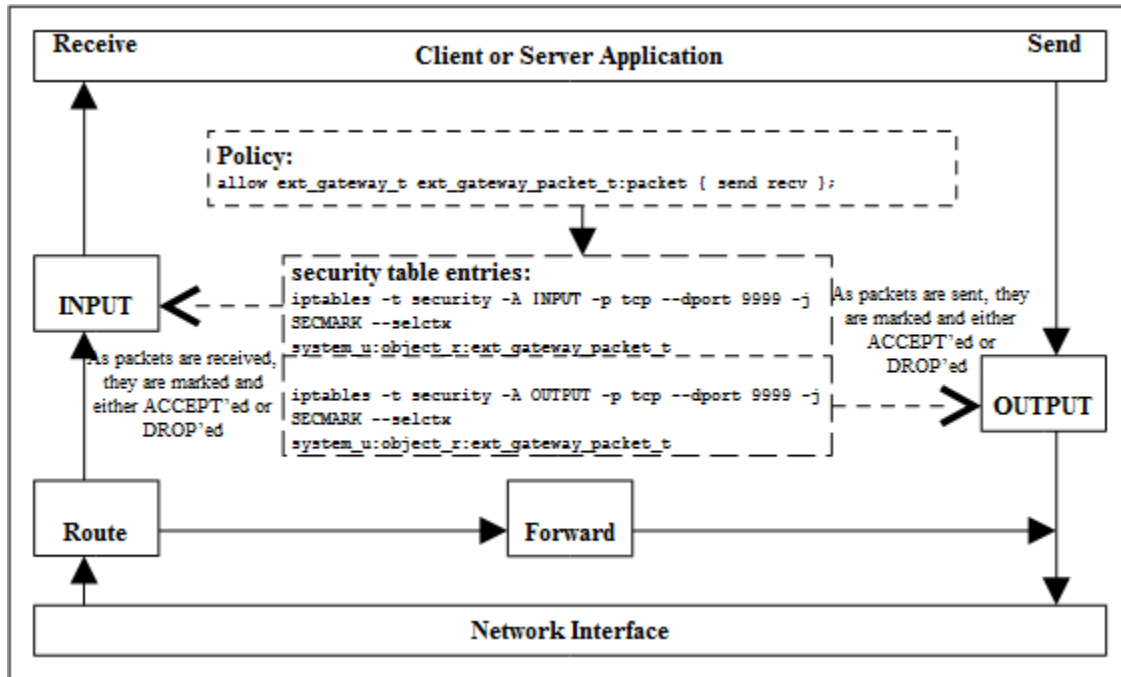 Receive
Client or Server Application
Send
Policy:
allow ext_gateway_t ext_gateway_packet_t:packet { send recv };
security table entries:
iptables -t security -A INPUT -p tcp --dport 9999 -j
SECMARK --selctx
system_u:object_r:ext_gateway_packet_t
iptables -t security -A OUTPUT -p tcp --dport 9999 -j
SECMARK --selctx
system_u:object_r:ext_gateway_packet_t
INPUT
As packets are received,
they are marked and
either ACCEPT'ed or
DROP'ed
As packets are sent, they
are marked and either
ACCEPT'ed or
DROP'ed
OUTPUT
Route
Forward
Network Interface